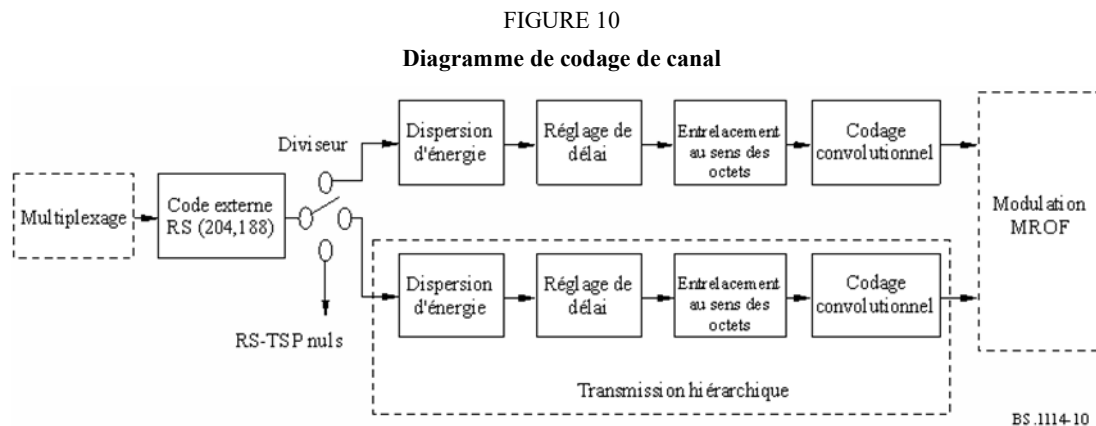 FIGURE 10
Diagramme de codage de canal
Multiplexage
Code externe
RS (204,188)
Diviseur
RS-TSP nuls
Dispersion
d'énergie
Réglage de
délai
Entrelacement
au sens des
octets
Codage
convolutionnel
Dispersion
d'énergie
Réglage de
délai
Entrelacement
au sens des
octets
Codage
convolutionnel
Transmission hiérarchique
Modulation
MROF
BS.1114-10